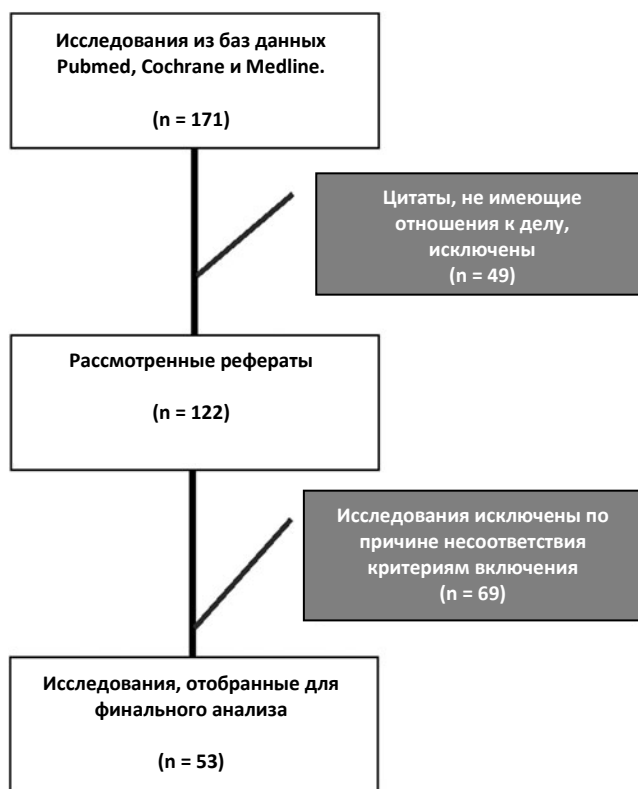 Исследования из баз данных
Pubmed, Cochrane и Medline.
(n = 171)
Цитаты, не имеющие
отношения к делу,
исключены
(n = 49)
Рассмотренные рефераты
(n = 122)
Исследования исключены по
причине несоответствия
критериям включения
(n = 69)
Исследования, отобранные для
финального анализа
(n = 53)